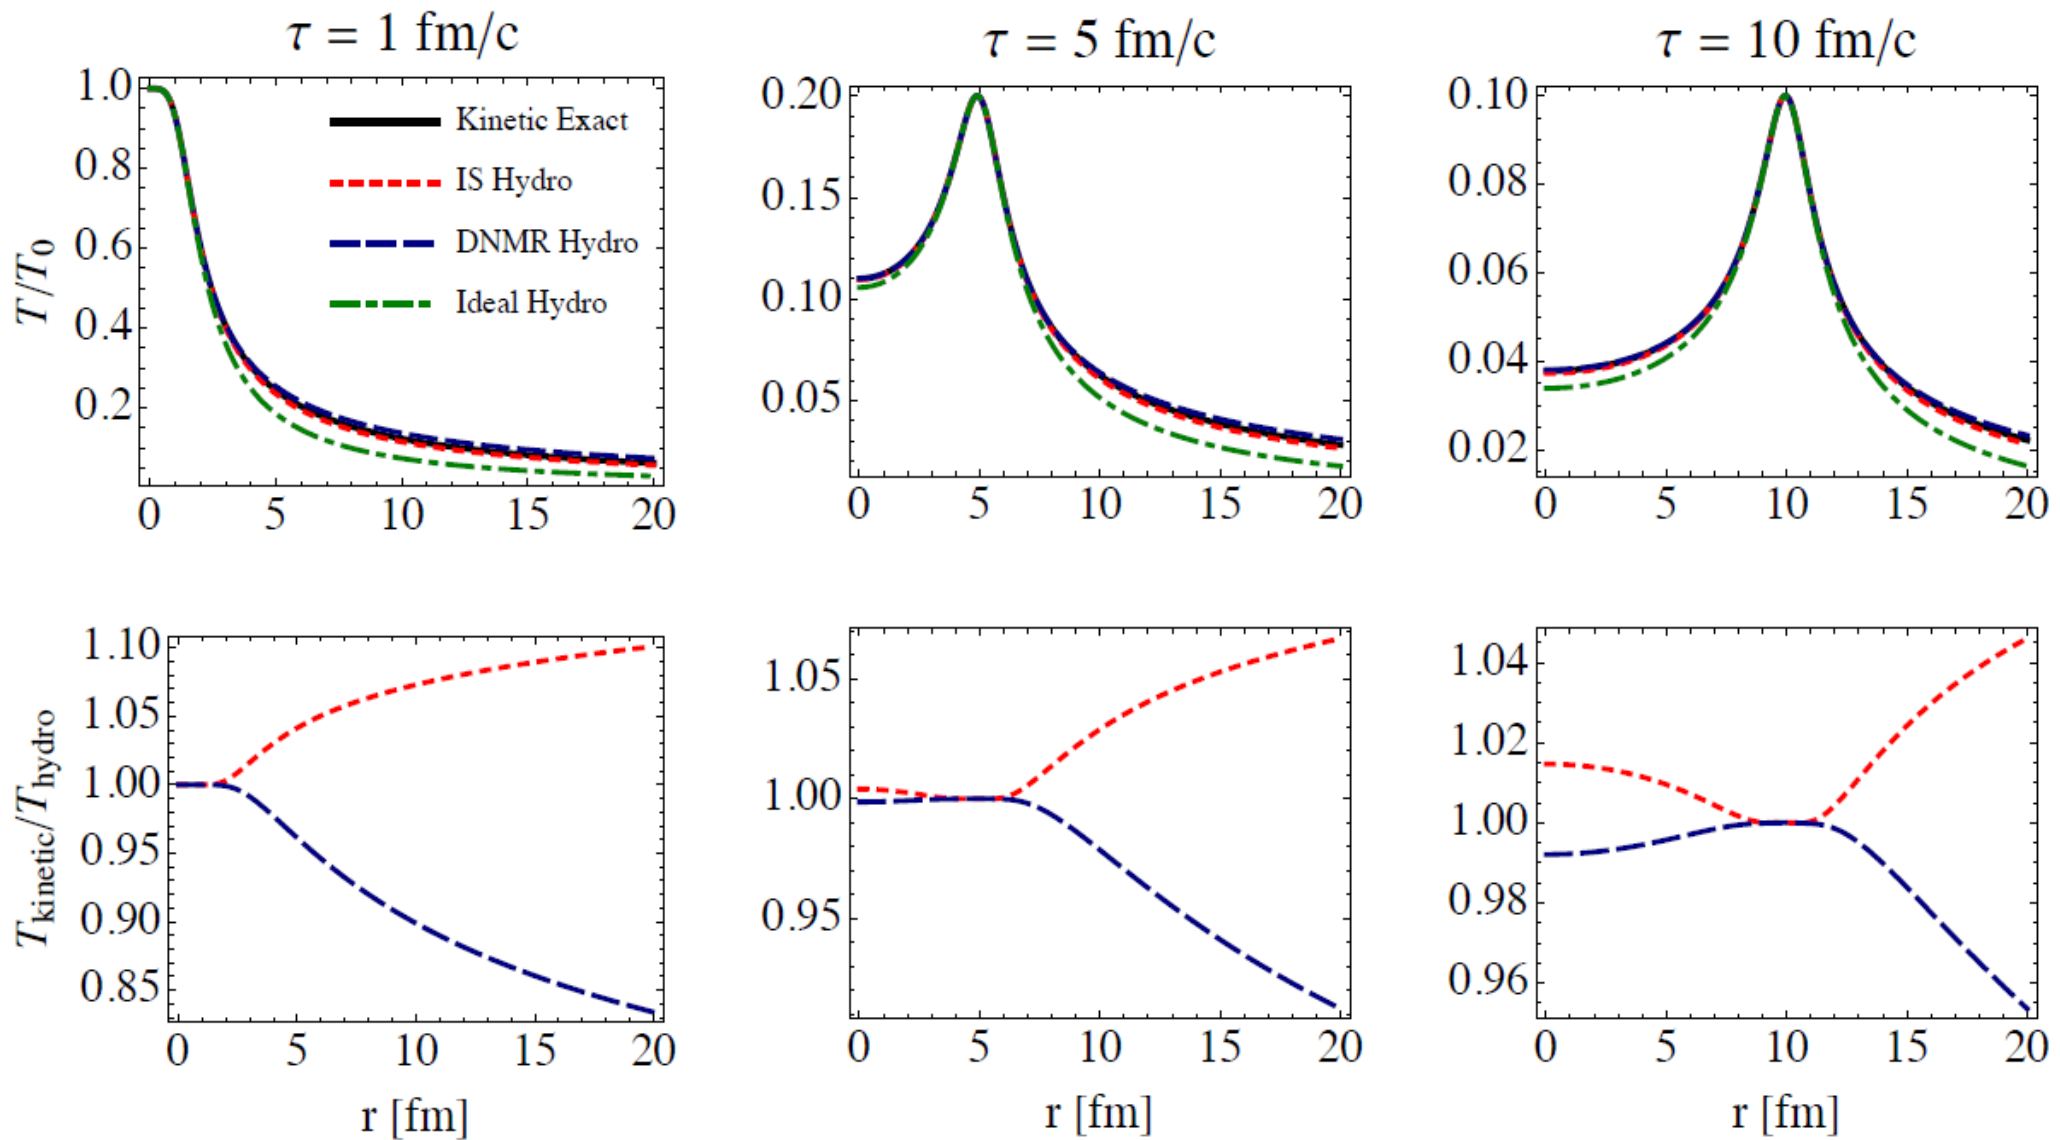 τ = 1 fm/c
τ = 5 fm/c
τ = 10 fm/c
T/T0
1.0
0.8
0.6
0.4
0.2
Kinetic Exact
IS Hydro
DNMR Hydro
Ideal Hydro
0 5 10 15 20
0.20
0.15
0.10
0.05
0 5 10 15 20
0.10
0.08
0.06
0.04
0.02
0 5 10 15 20
Tkinetic/Thydro
1.10
1.05
1.00
0.95
0.90
0.85
0 5 10 15 20
r [fm]
1.05
1.00
0.95
0 5 10 15 20
r [fm]
1.04
1.02
1.00
0.98
0.96
0 5 10 15 20
r [fm]